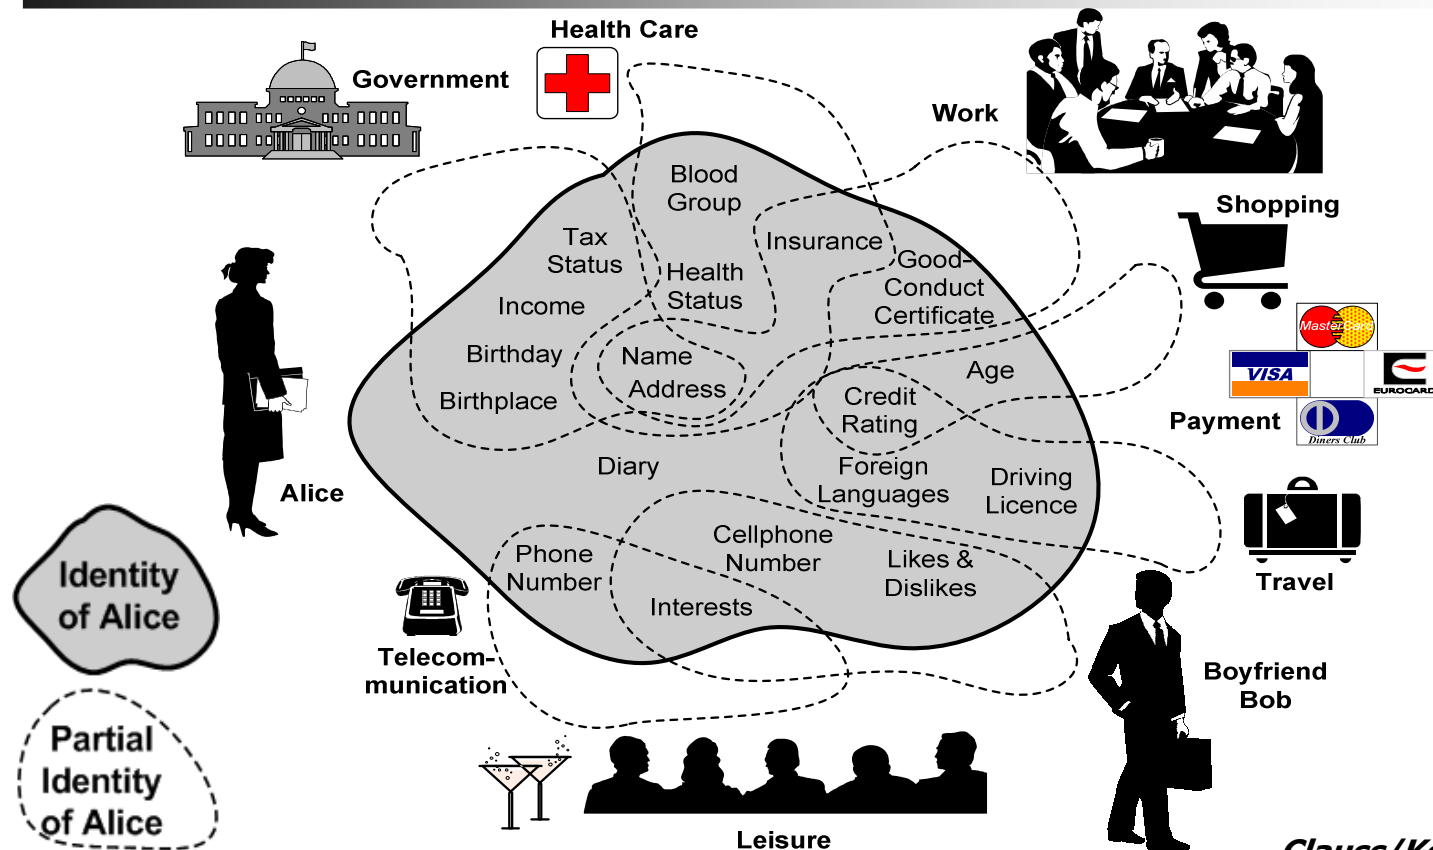 Health Care
Government
Work
Blood
Group
Shopping
Tax
Status
Insurance
Good-
Conduct
Certificate
Health
Status
Income
MasterCard
Birthday
Name
Address
Age
VISA
EUROCARD
Birthplace
Credit
Rating
Payment
Diners Club
Diary
Foreign
Languages
Driving
Licence
Alice
Cellphone
Number
Phone
Number
Likes &
Dislikes
Identity
of Alice
Interests
Travel
Telecom-
munication
Boyfriend
Bob
Partial
Identity
of Alice
Leisure